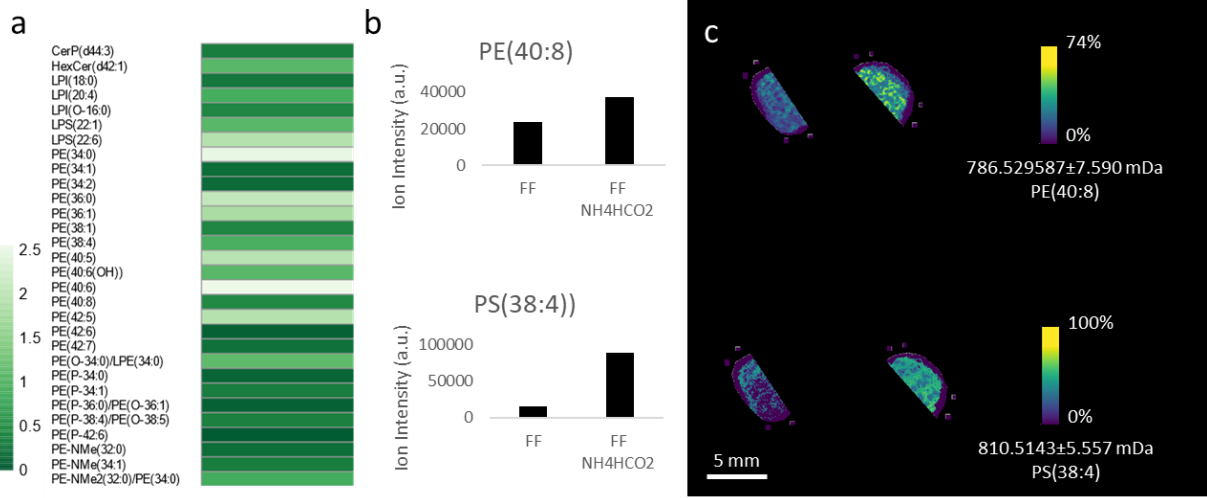 a
CerP(d44:3)
HexCer(d42:1)
LPI(18:0)
LPI(20:4)
LPI(O-16:0)
LPS(22:1)
LPS(22:6)
PE(34:0)
PE(34:1)
PE(34:2)
PE(36:0)
PE(36:1)
PE(38:1)
PE(38:4)
PE(40:5)
PE(40:6(OH))
PE(40:6)
PE(40:8)
PE(42:5)
PE(42:6)
PE(42:7)
PE(O-34:0)/LPE(34:0)
PE(P-34:0)
PE(P-34:1)
PE(P-36:0)/PE(O-36:1)
PE(P-38:4)/PE(O-38:5)
PE(P-42:6)
PE-NMe(32:0)
PE-NMe(34:1)
PE-NMe2(32:0)/PE(34:0)
2.5
2
1.5
1
0.5
0
b
PE(40:8)
Ion Intensity (a.u.)
40000
20000
0
FF
FF
NH4HCO2
PS(38:4))
Ion Intensity (a.u.)
100000
50000
0
FF
FF
NH4HCO2
c
74%
0%
786.529587±7.590 mDa
PE(40:8)
100%
0%
810.5143±5.557 mDa
PS(38:4)
5 mm